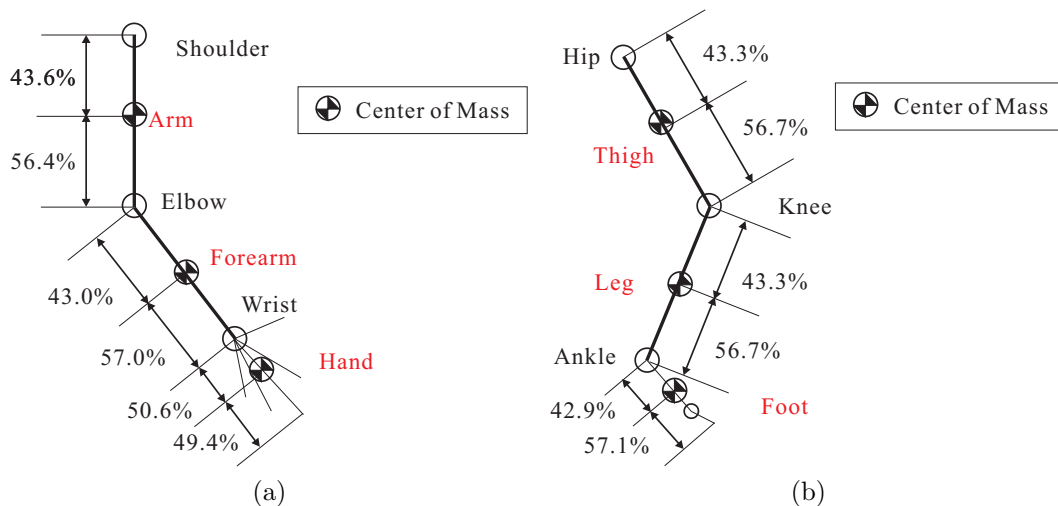 Shoulder
43.6%
Center of Mass
Arm
56.4%
Elbow
Forearm
43.0%
Wrist
57.0%
Hand
50.6%
49.4%
(a)
Hip
43.3%
Center of Mass
56.7%
Thigh
Knee
Leg
43.3%
Ankle
56.7%
Foot
42.9%
57.1%
(b)